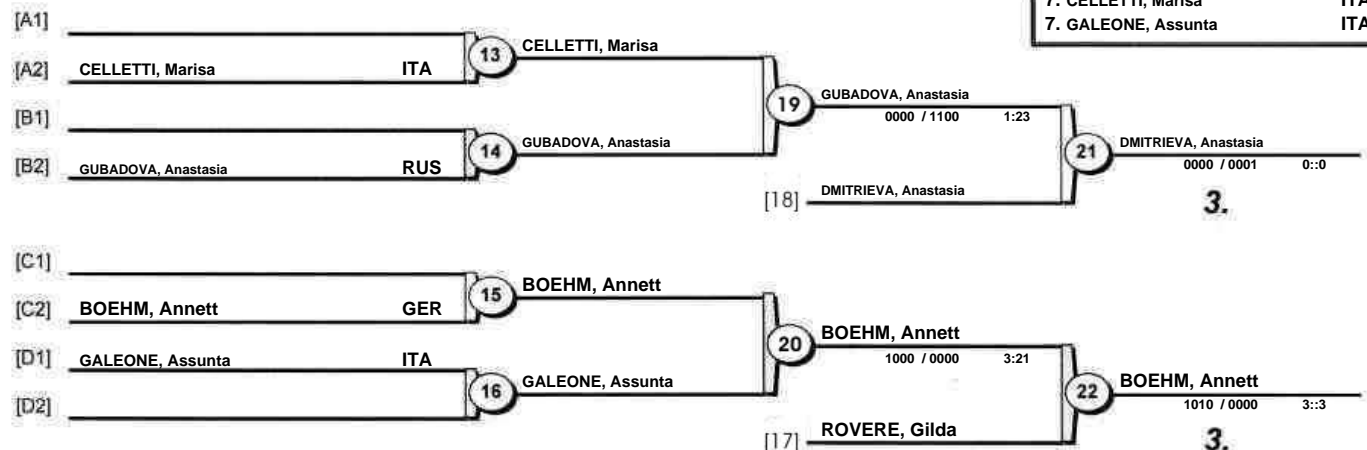 7. CELLETTI, Marisa ITA
7. GALEONE, Assunta ITA
[A1]
[A2] CELLETTI, Marisa ITA
13 CELLETTI, Marisa
[B1]
[B2] GUBADOVA, Anastasia RUS
14 GUBADOVA, Anastasia
19 GUBADOVA, Anastasia
0000 / 1100 1:23
[18] DMITRIEVA, Anastasia
21 DMITRIEVA, Anastasia
0000 / 0001 0::0
3.
[C1]
[C2] BOEHM, Annett GER
15 BOEHM, Annett
[D1] GALEONE, Assunta ITA
[D2]
16 GALEONE, Assunta
20 BOEHM, Annett
1000 / 0000 3:21
[17] ROVERE, Gilda
22 BOEHM, Annett
1010 / 0000 3::3
3.